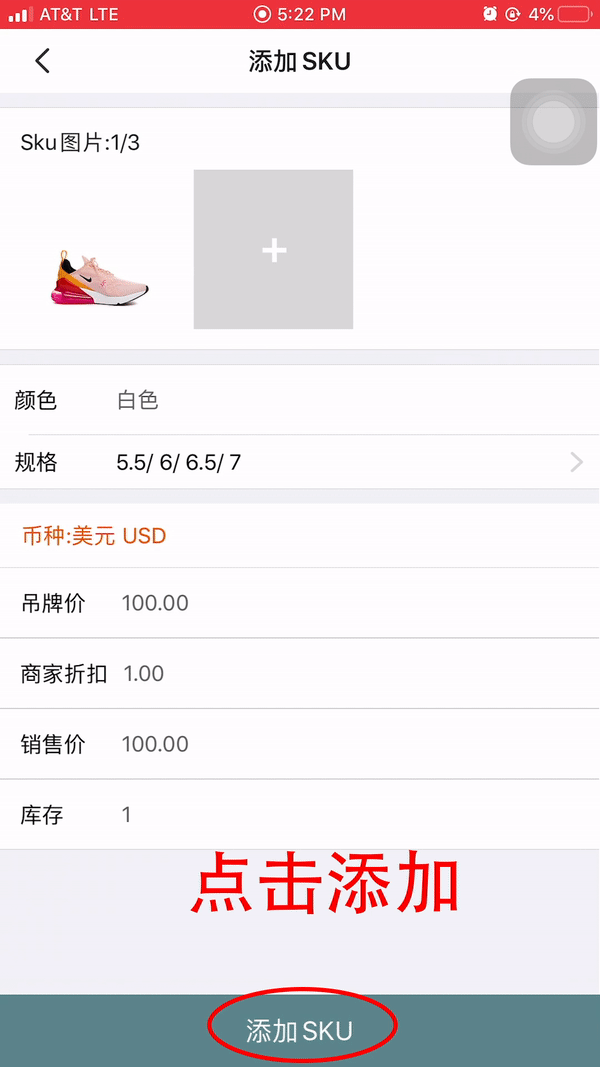 AT&T LTE 5:22 PM 4%
添加SKU
Sku图片:1/3
+
颜色 白色
规格 5.5/ 6/ 6.5/ 7
币种:美元 USD
吊牌价 100.00
商家折扣 1.00
销售价 100.00
库存 1
点击添加
添加SKU